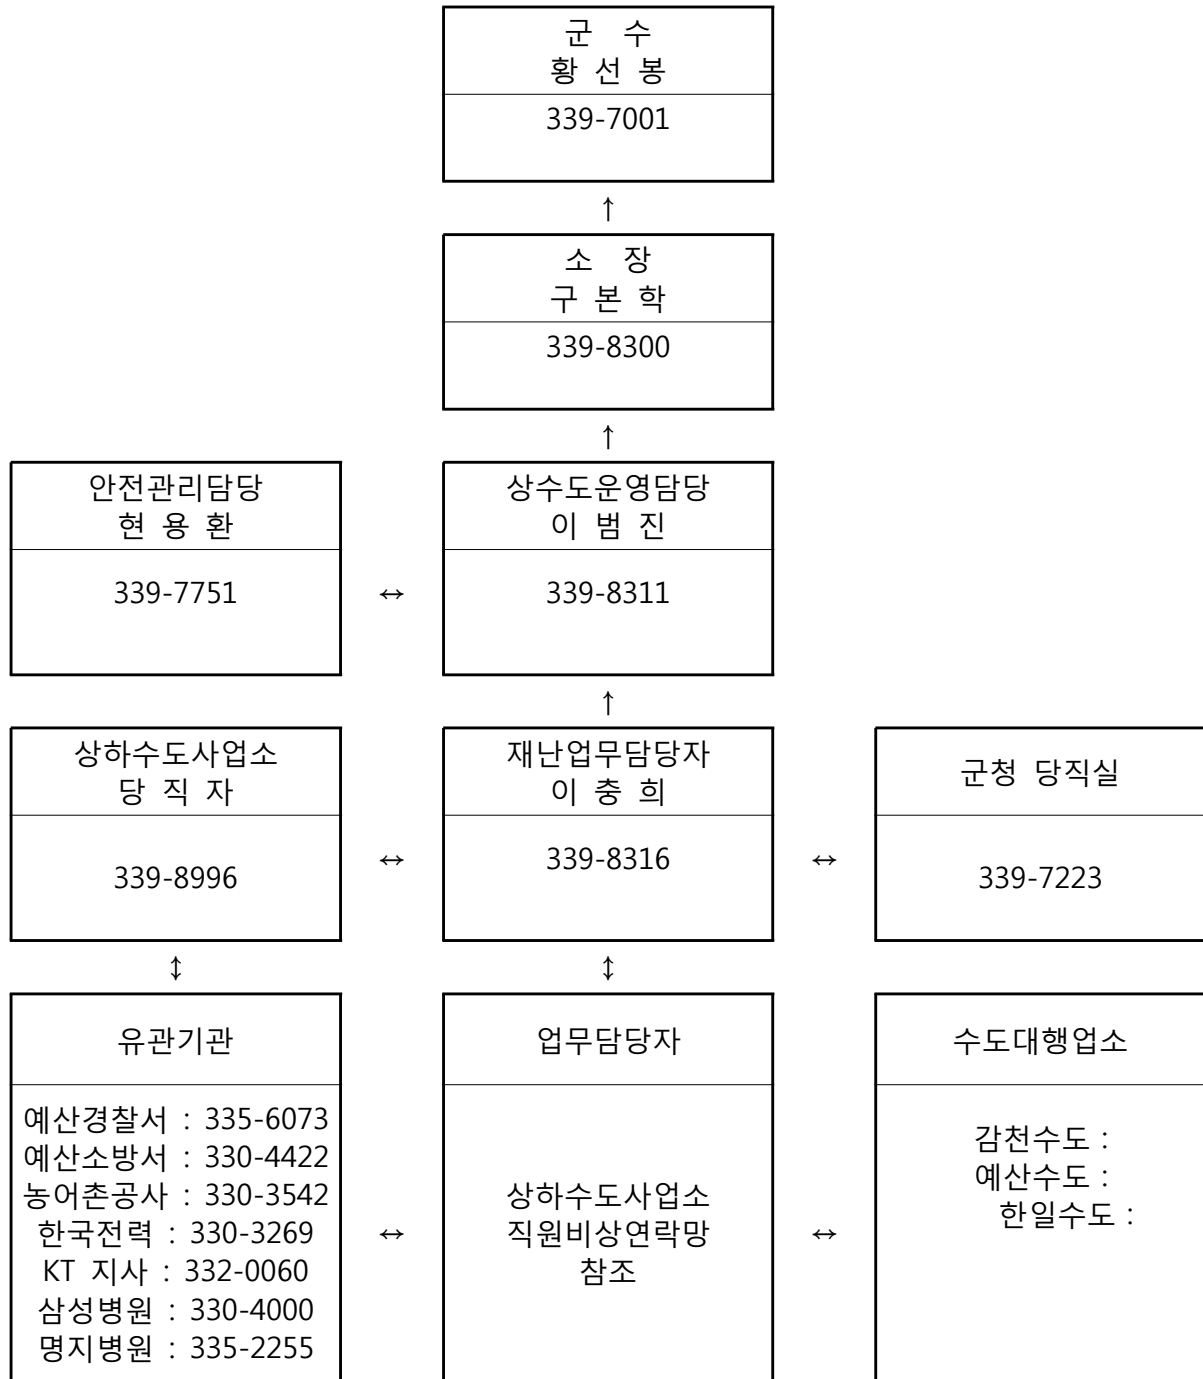 군 수
황 선 봉
339-7001
↑
소 장
구 본 학
339-8300
↑
안전관리담당
현 용 환
339-7751
↔
상수도운영담당
이 범 진
339-8311
↑
상하수도사업소
당 직 자
339-8996
↔
재난업무담당자
이 충 희
339-8316
↔
군청 당직실
339-7223
↕
↕
유관기관
예산경찰서 : 335-6073
예산소방서 : 330-4422
농어촌공사 : 330-3542
한국전력 : 330-3269
KT 지사 : 332-0060
삼성병원 : 330-4000
명지병원 : 335-2255
↔
업무담당자
상하수도사업소
직원비상연락망
참조
↔
수도대행업소
감천수도 :
예산수도 :
한일수도 :